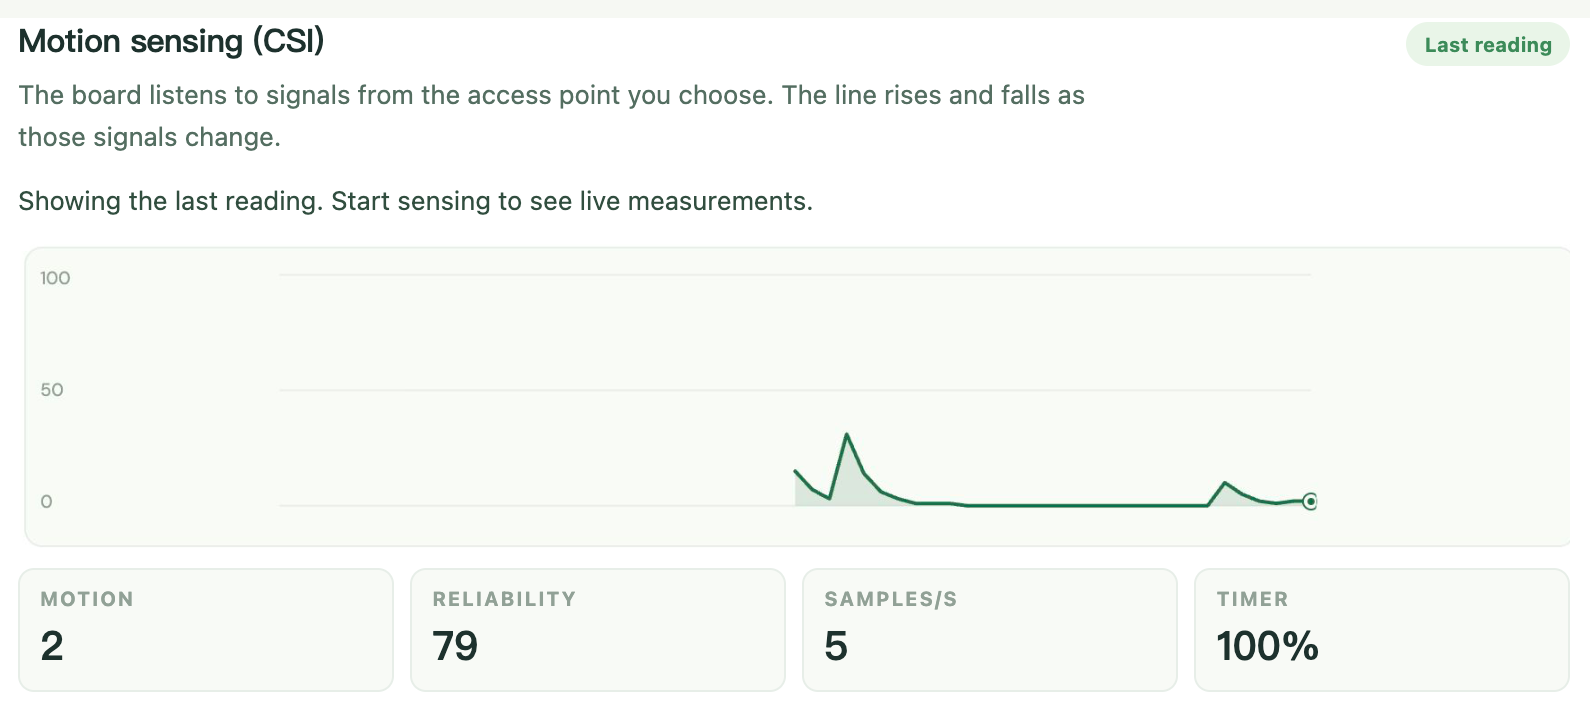 Motion sensing (CSI)
Last reading
The board listens to signals from the access point you choose. The line rises and falls as
those signals change.
Showing the last reading. Start sensing to see live measurements.
100
50
0
MOTION
2
RELIABILITY
79
SAMPLES/S
5
TIMER
100%